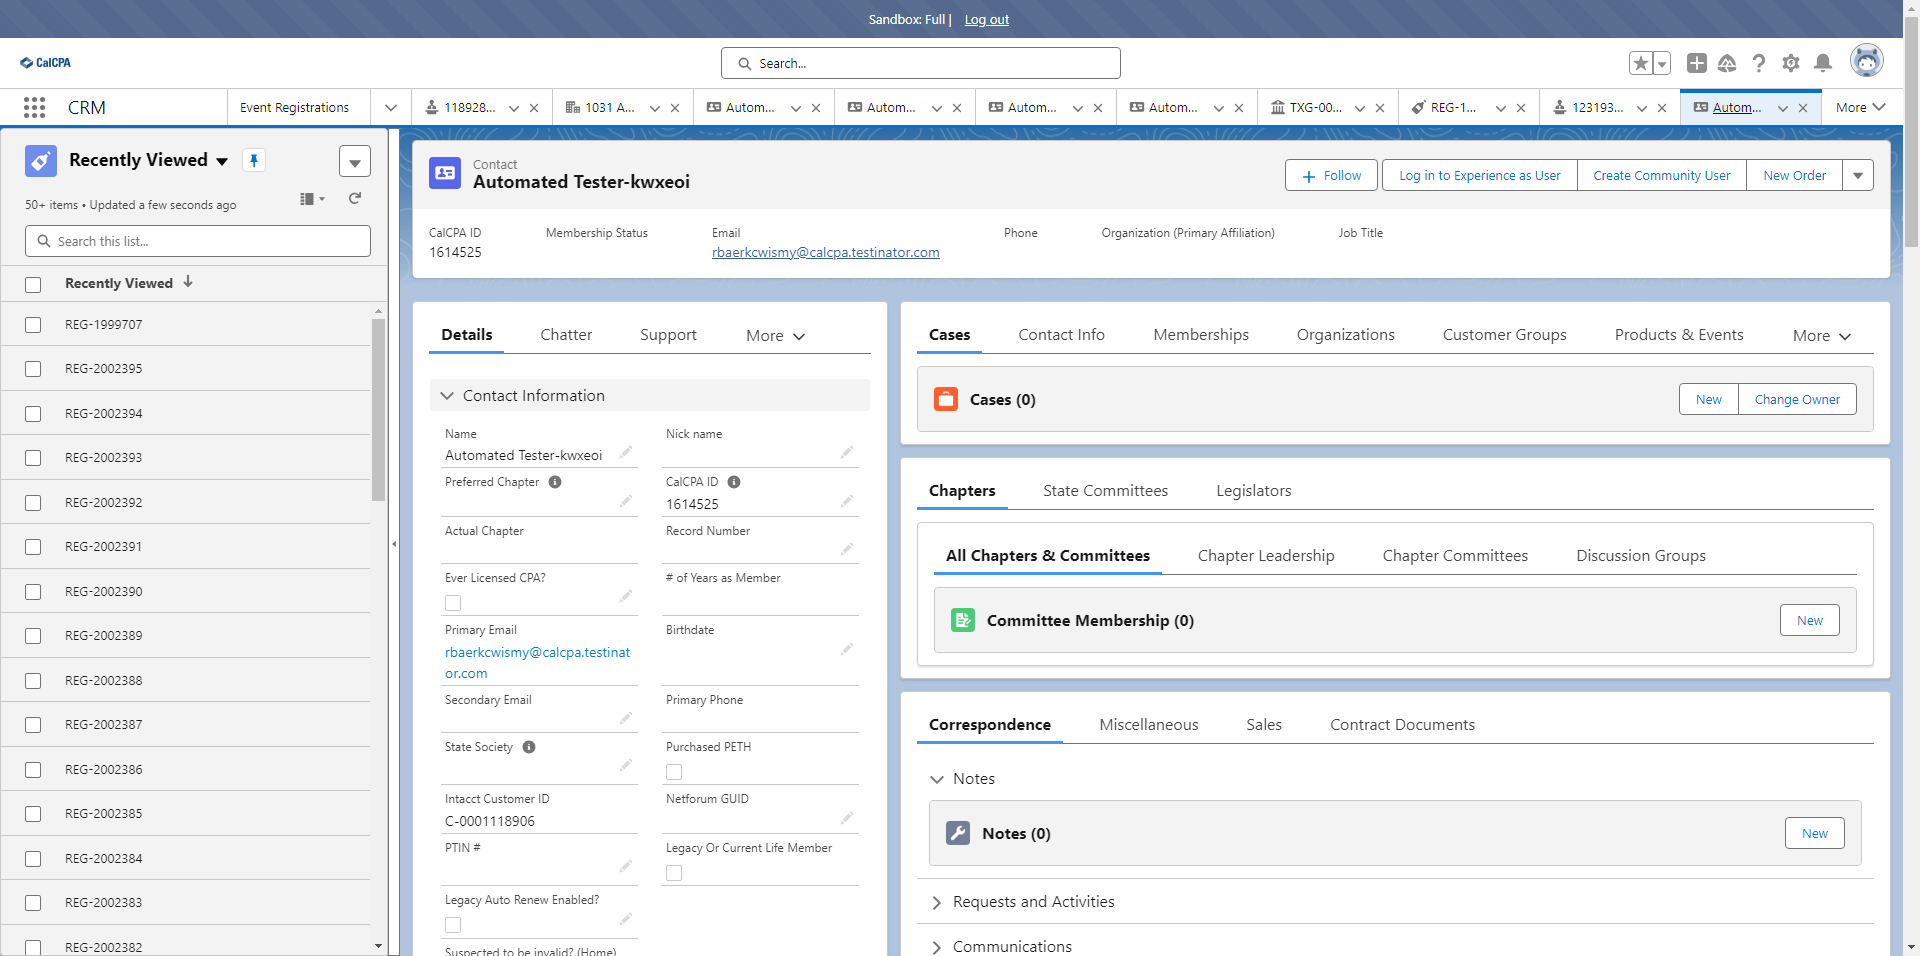 Sandbox: Full | Log out
CalCPA
Search...
CRM
Event Registrations
118928...
1031 A...
Autom...
Autom...
Autom...
Autom...
TXG-00...
REG-1...
123193...
Autom...
More
Recently Viewed
50+ items • Updated a few seconds ago
Search this list...
Recently Viewed
REG-1999707
REG-2002395
REG-2002394
REG-2002393
REG-2002392
REG-2002391
REG-2002390
REG-2002389
REG-2002388
REG-2002387
REG-2002386
REG-2002385
REG-2002384
REG-2002383
REG-2002382
Contact
Automated Tester-kwxeoi
Follow
Log in to Experience as User
Create Community User
New Order
CalCPA ID
1614525
Membership Status
Email
rbaerkcwismy@calcpa.testinator.com
Phone
Organization (Primary Affiliation)
Job Title
Details
Chatter
Support
More
Contact Information
Name
Automated Tester-kwxeoi
Nick name
Preferred Chapter
CalCPA ID
1614525
Actual Chapter
Record Number
Ever Licensed CPA?
# of Years as Member
Primary Email
rbaerkcwismy@calcpa.testinat
or.com
Birthdate
Secondary Email
Primary Phone
State Society
Purchased PETH
Intacct Customer ID
C-0001118906
Netforum GUID
PTIN #
Legacy Or Current Life Member
Legacy Auto Renew Enabled?
Suspected to be invalid? (Home)
Cases
Contact Info
Memberships
Organizations
Customer Groups
Products & Events
More
Cases (0)
New
Change Owner
Chapters
State Committees
Legislators
All Chapters & Committees
Chapter Leadership
Chapter Committees
Discussion Groups
Committee Membership (0)
New
Correspondence
Miscellaneous
Sales
Contract Documents
Notes
Notes (0)
New
Requests and Activities
Communications